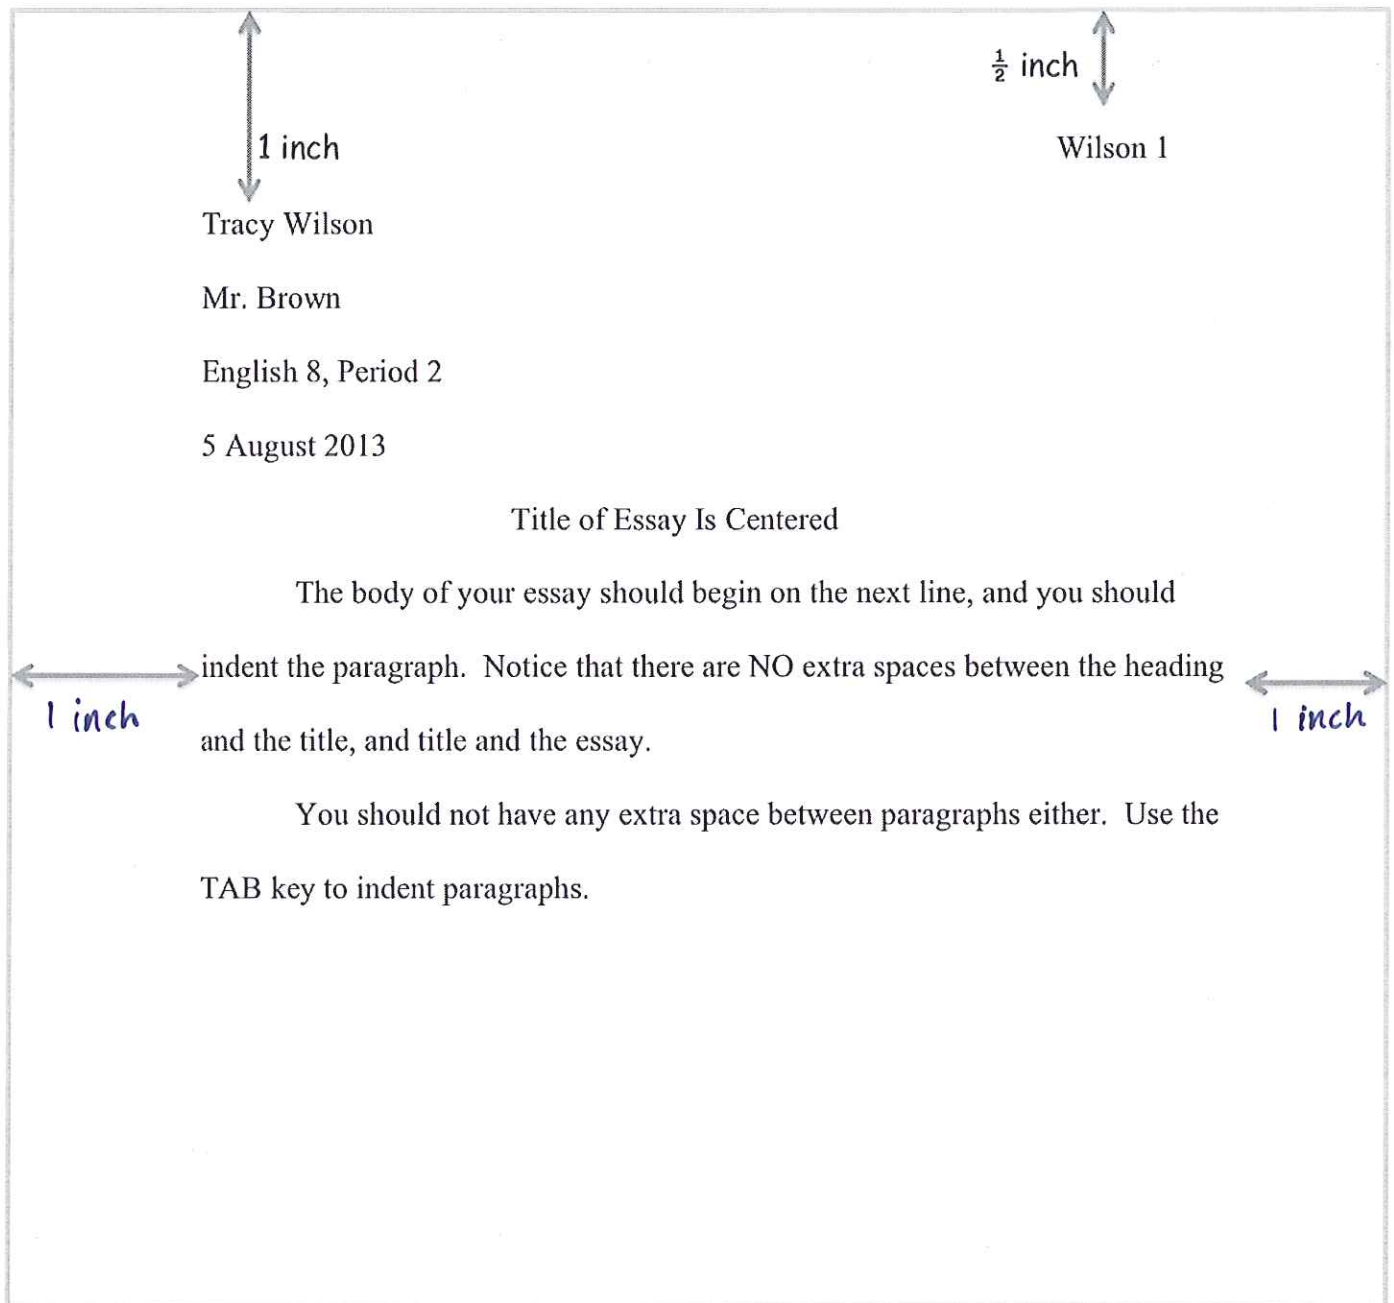 ½ inch
1 inch
Wilson 1
Tracy Wilson
Mr. Brown
English 8, Period 2
5 August 2013
Title of Essay Is Centered
The body of your essay should begin on the next line, and you should
indent the paragraph.  Notice that there are NO extra spaces between the heading
1 inch
1 inch
and the title, and title and the essay.
You should not have any extra space between paragraphs either.  Use the
TAB key to indent paragraphs.